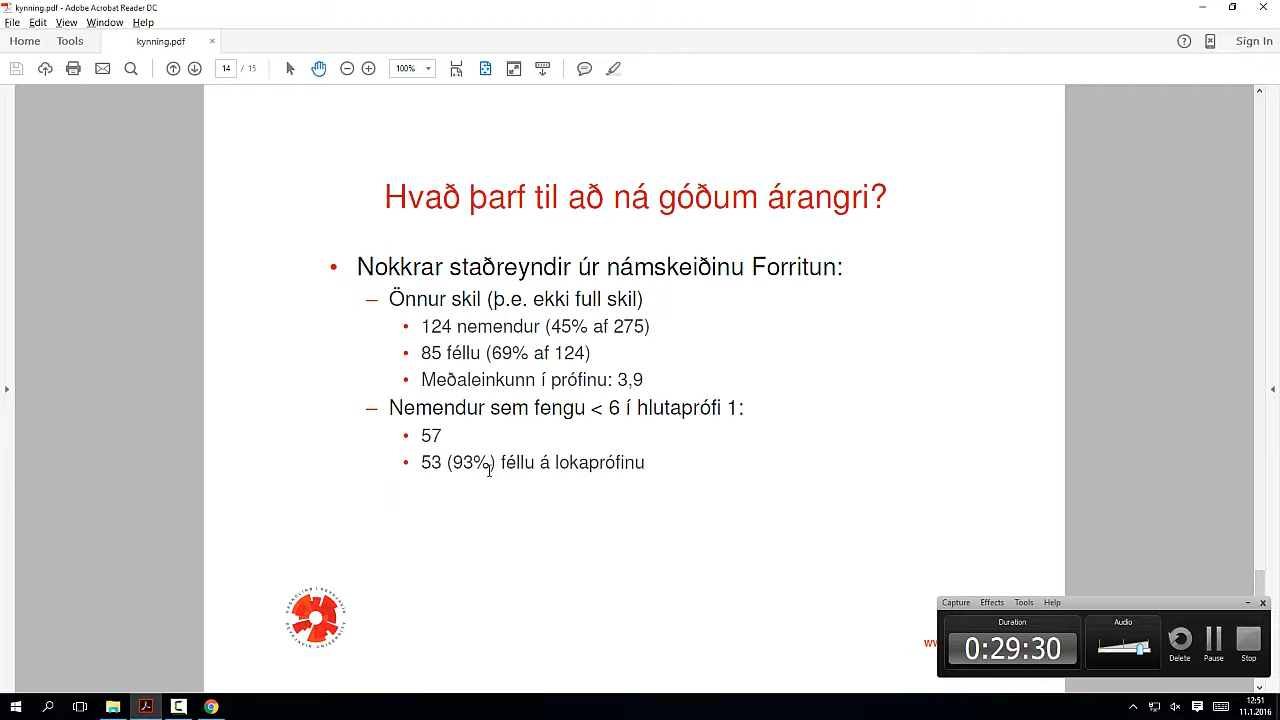 kynning.pdf - Adobe Acrobat Reader DC
File Edit View Window Help
Home Tools kynning.pdf × Sign In
14 / 15 100%
Hvað þarf til að ná góðum árangri?
• Nokkrar staðreyndir úr námskeiðinu Forritun:
– Önnur skil (þ.e. ekki full skil)
• 124 nemendur (45% af 275)
• 85 féllu (69% af 124)
• Meðaleinkunn í prófinu: 3,9
– Nemendur sem fengu < 6 í hlutaprófi 1:
• 57
• 53 (93%) féllu á lokaprófinu
HÁSKÓLINN Í REYKJAVÍK
REYKJAVIK UNIVERSITY
Capture Effects Tools Help
Duration
0:29:30
Audio
Delete Pause Stop
12:51
11.1.2016